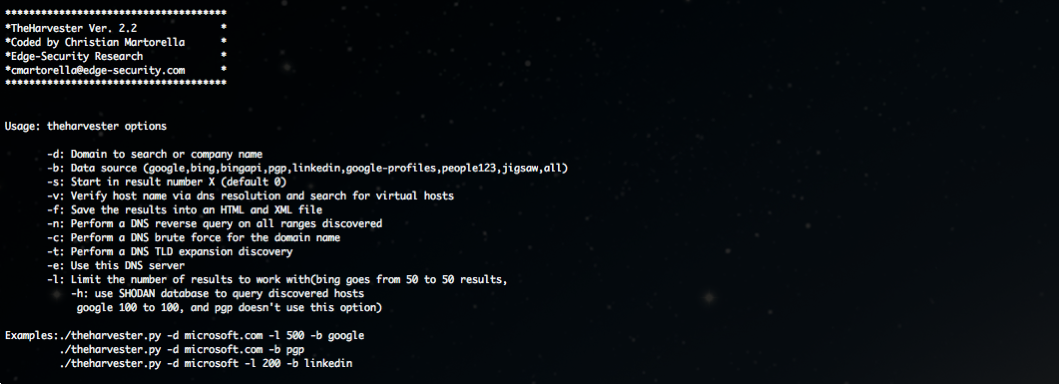 ************************************
*TheHarvester Ver. 2.2             *
*Coded by Christian Martorella     *
*Edge-Security Research            *
*cmartorella@edge-security.com     *
************************************
Usage: theharvester options
-d: Domain to search or company name
-b: Data source (google,bing,bingapi,pgp,linkedin,google-profiles,people123,jigsaw,all)
-s: Start in result number X (default 0)
-v: Verify host name via dns resolution and search for virtual hosts
-f: Save the results into an HTML and XML file
-n: Perform a DNS reverse query on all ranges discovered
-c: Perform a DNS brute force for the domain name
-t: Perform a DNS TLD expansion discovery
-e: Use this DNS server
-l: Limit the number of results to work with(bing goes from 50 to 50 results,
-h: use SHODAN database to query discovered hosts
google 100 to 100, and pgp doesn't use this option)
Examples:./theharvester.py -d microsoft.com -l 500 -b google
./theharvester.py -d microsoft.com -b pgp
./theharvester.py -d microsoft -l 200 -b linkedin